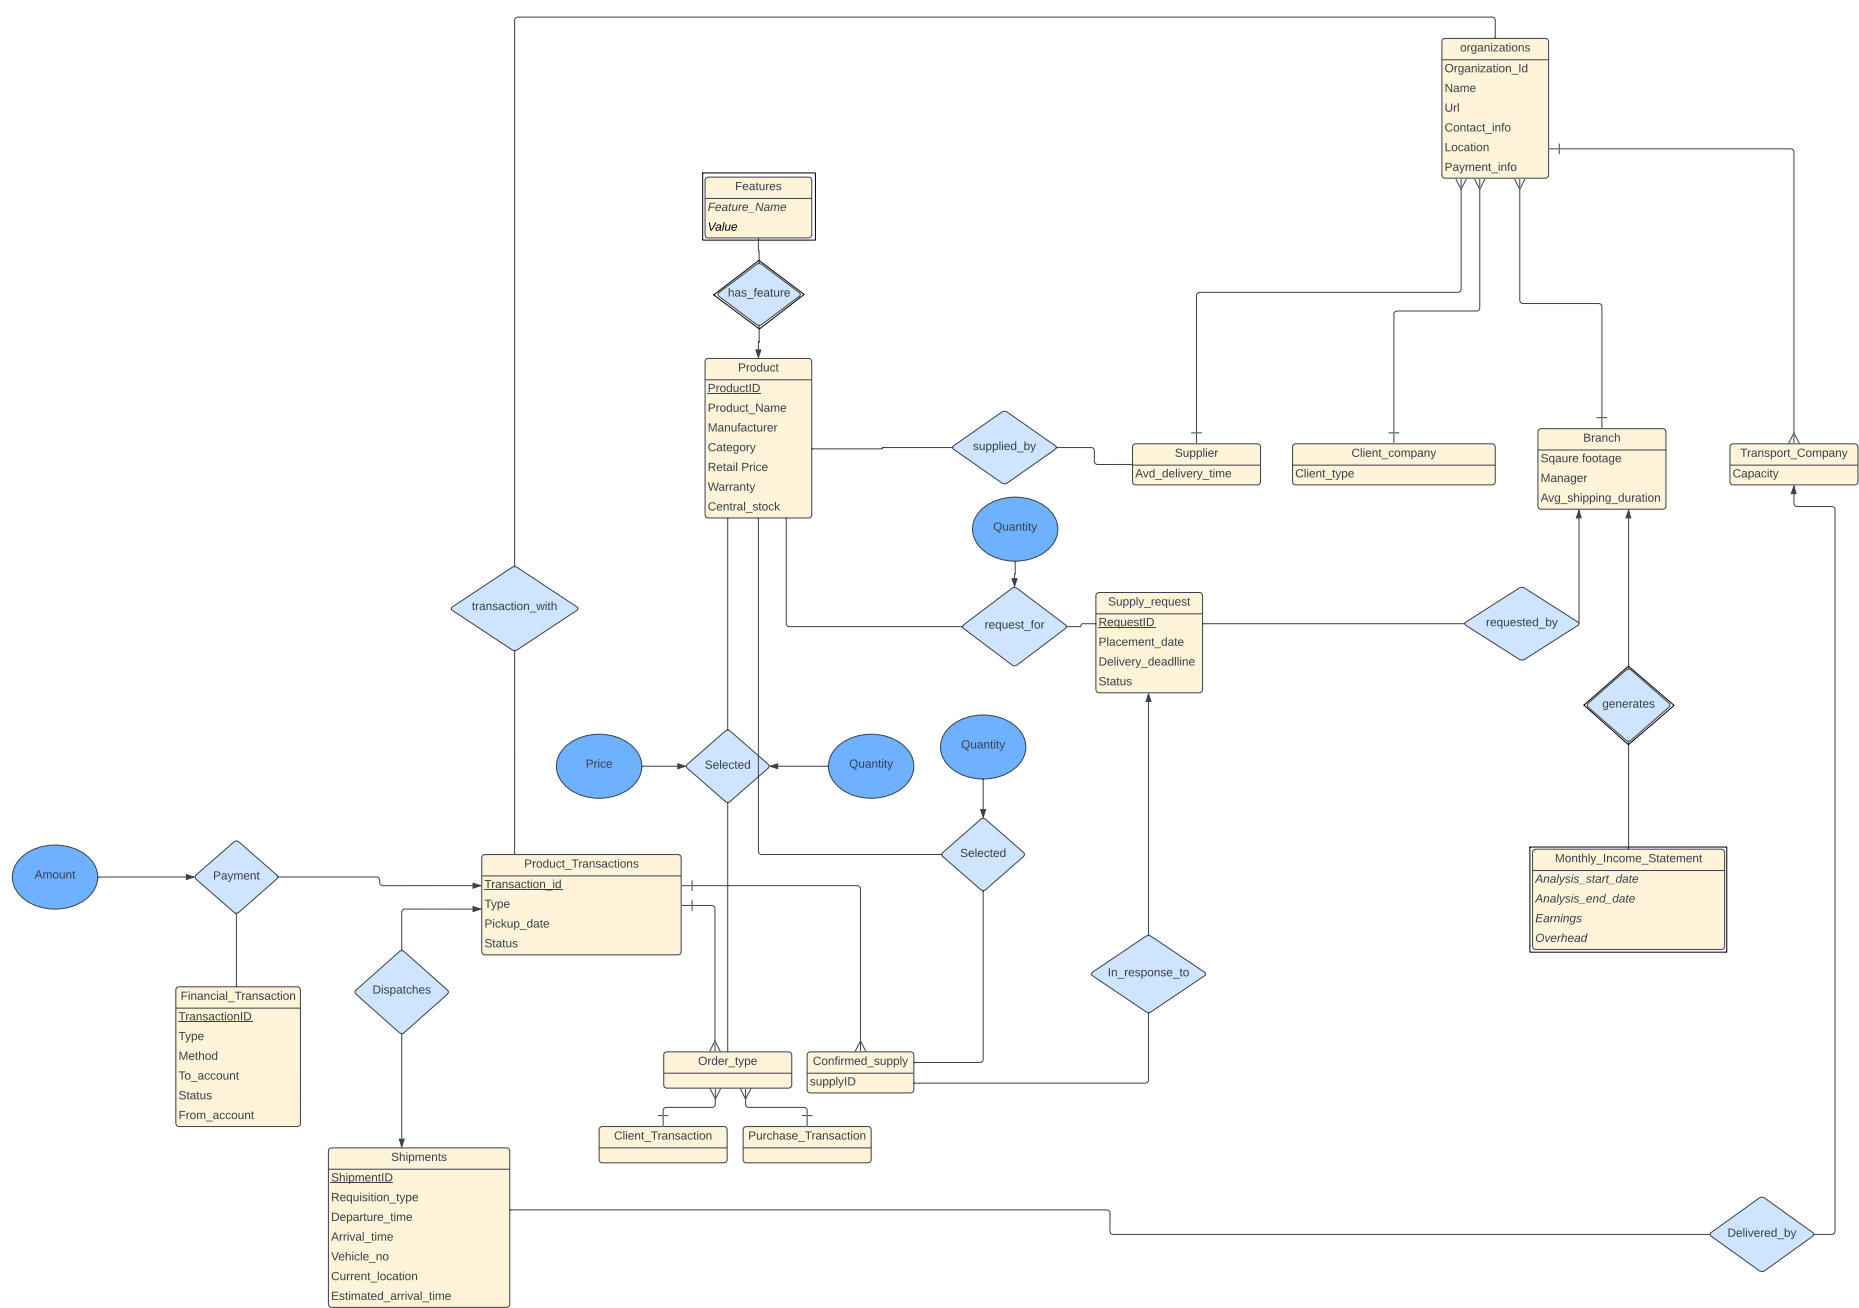 organizations
Organization_Id
Name
Url
Contact_info
Location
Payment_info
Features
Feature_Name
Value
has_feature
Product
ProductID
Product_Name
Manufacturer
Category
Retail Price
Warranty
Central_stock
supplied_by
Supplier
Avd_delivery_time
Client_company
Client_type
Branch
Sqaure footage
Manager
Avg_shipping_duration
Transport_Company
Capacity
Quantity
transaction_with
request_for
Supply_request
RequestID
Placement_date
Delivery_deadlline
Status
requested_by
generates
Price
Selected
Quantity
Quantity
Selected
Amount
Payment
Product_Transactions
Transaction_id
Type
Pickup_date
Status
Monthly_Income_Statement
Analysis_start_date
Analysis_end_date
Earnings
Overhead
Dispatches
In_response_to
Financial_Transaction
TransactionID
Type
Method
To_account
Status
From_account
Order_type
Confirmed_supply
supplyID
Client_Transaction
Purchase_Transaction
Shipments
ShipmentID
Requisition_type
Departure_time
Arrival_time
Vehicle_no
Current_location
Estimated_arrival_time
Delivered_by